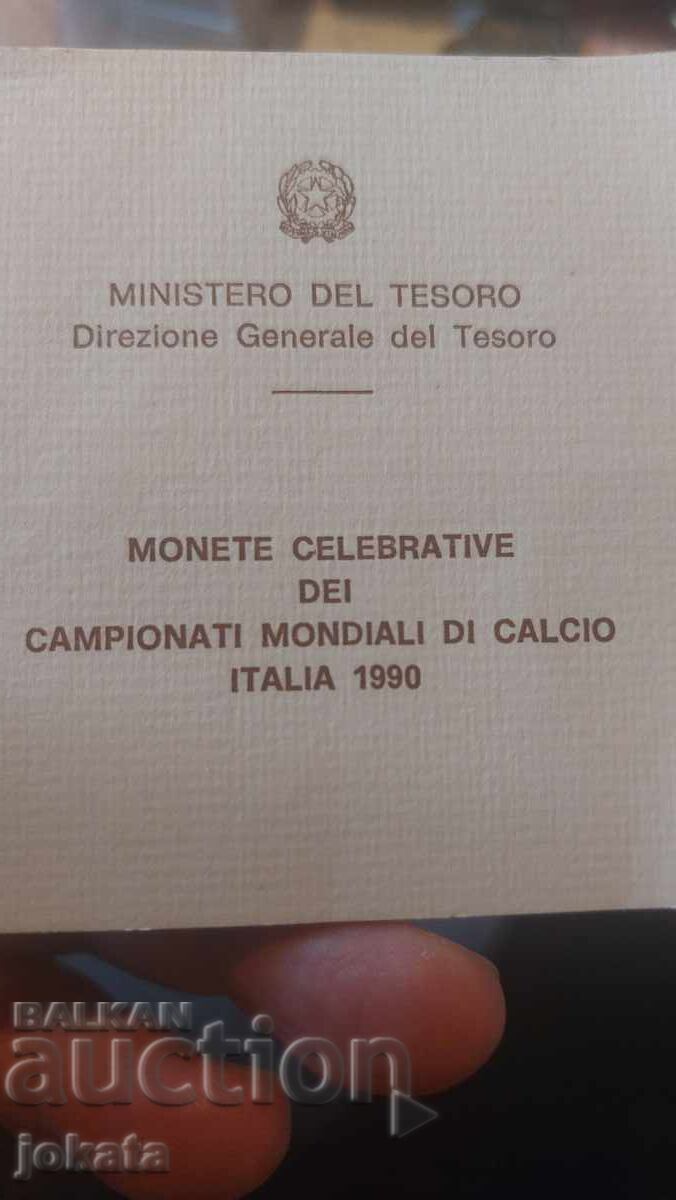 MINISTERO DEL TESORO
Direzione Generale del Tesoro
MONETE CELEBRATIVE
DEI
CAMPIONATI MONDIALI DI CALCIO
ITALIA 1990
BALKAN
auction
jokata